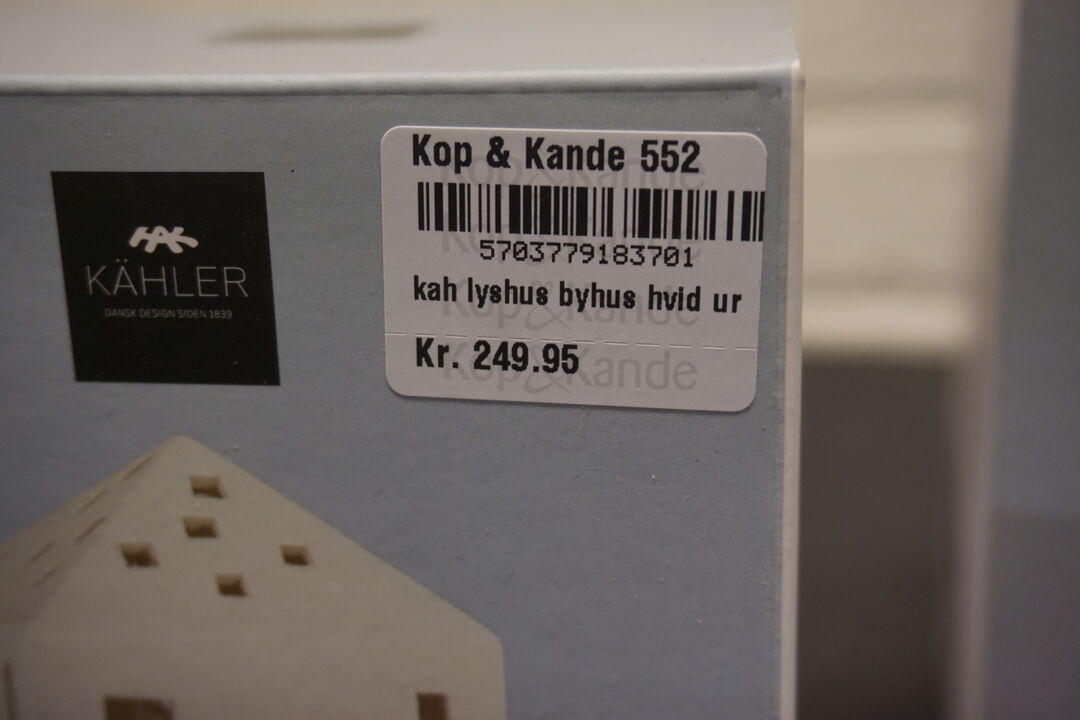 Kop & Kande 552
5703779183701
kah lyshus byhus hvid ur
Kr. 249.95
KÄHLER
DANSK DESIGN SIDEN 1839